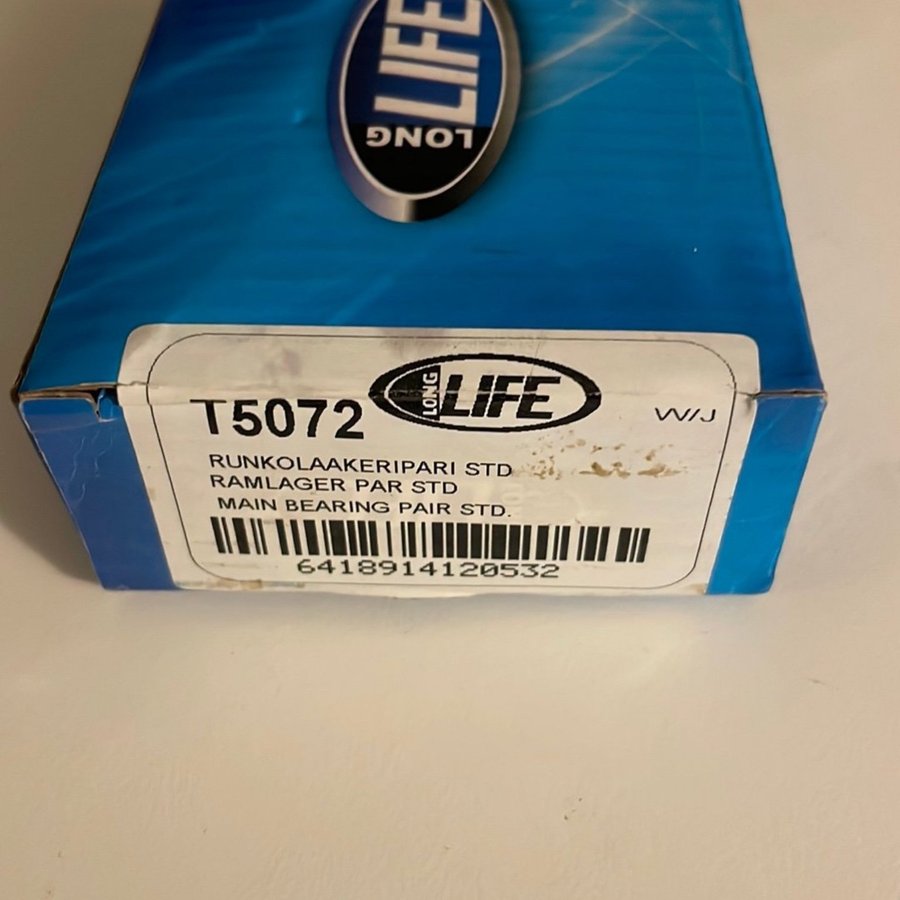 LONG LIFE
T5072 LONG LIFE W/J
RUNKOLAAKERIPARI STD
RAMLAGER PAR STD
MAIN BEARING PAIR STD.
6418914120532